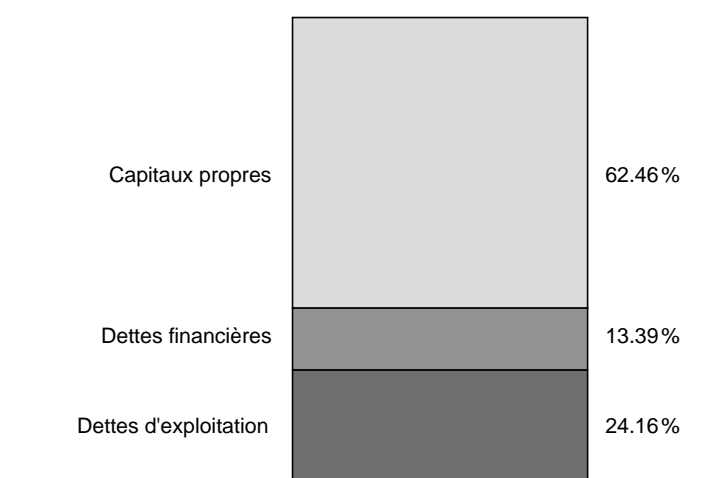 Capitaux propres 62.46 %
Dettes financières 13.39 %
Dettes d'exploitation 24.16 %